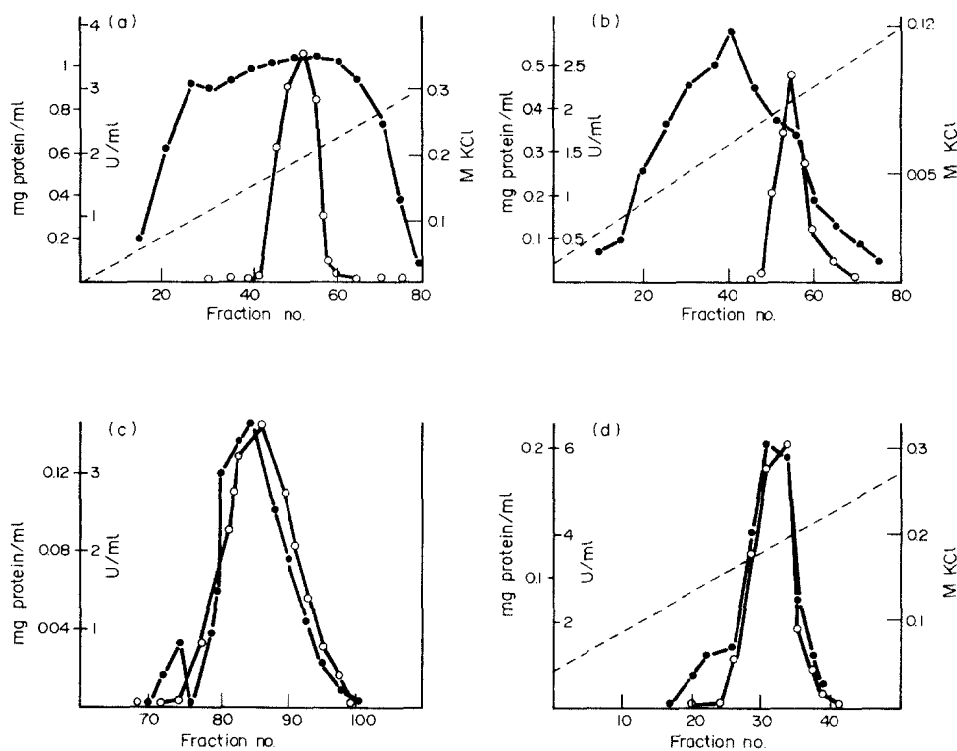 (a)
4
3
2
1
U/ml
1
0.8
0.6
0.4
0.2
mg protein/ml
0.3
0.2
0.1
M KCl
20 40 60 80
Fraction no.
(b)
0.5
0.4
0.3
0.2
0.1
mg protein/ml
2.5
2
1.5
1
0.5
U/ml
0.12
0.05
M KCl
20 40 60 80
Fraction no.
(c)
0.12
0.08
0.04
mg protein/ml
3
2
1
U/ml
70 80 90 100
Fraction no.
(d)
0.2
0.1
mg protein/ml
6
4
2
U/ml
0.3
0.2
0.1
M KCl
10 20 30 40
Fraction no.